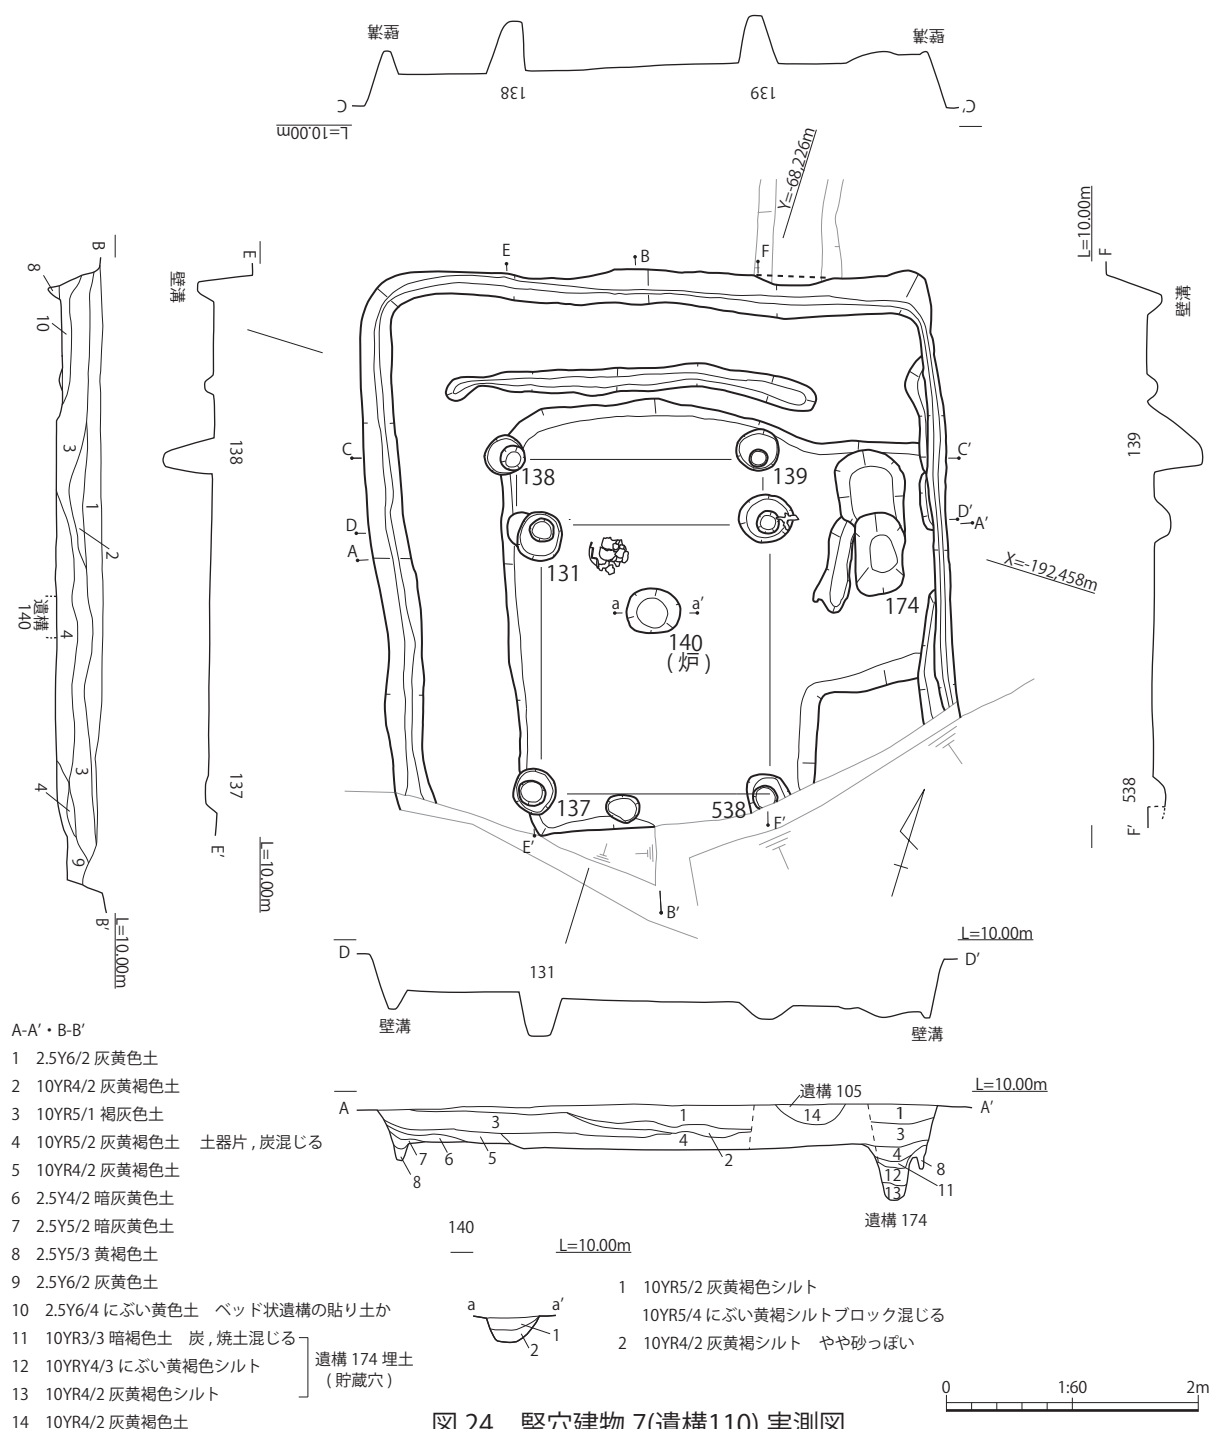 壁溝
壁溝
138
139
C
C'
L=10.00m
Y=-68,226m
L=10.00m
B
E
E
B
F
F
8
壁溝
壁溝
10
3
138
C
C'
138
139
139
1
2
D
D'
A
A'
131
X=-192,458m
遺構
140
4
a
a'
174
140
(炉)
3
4
137
137
538
538
9
E'
E'
F'
F'
B'
B'
L=10.00m
L=10.00m
L=10.00m
D
D'
131
壁溝
壁溝
A-A'・B-B'
1 2.5Y6/2 灰黄色土
2 10YR4/2 灰黄褐色土
3 10YR5/1 褐灰色土
4 10YR5/2 灰黄褐色土 土器片 , 炭混じる
5 10YR4/2 灰黄褐色土
6 2.5Y4/2 暗灰黄色土
7 2.5Y5/2 暗灰黄色土
8 2.5Y5/3 黄褐色土
9 2.5Y6/2 灰黄色土
10 2.5Y6/4 にぶい黄色土 ベッド状遺構の貼り土か
11 10YR3/3 暗褐色土 炭 , 焼土混じる
12 10YRY4/3 にぶい黄褐色シルト
13 10YR4/2 灰黄褐色シルト
14 10YR4/2 灰黄褐色土
遺構 174 埋土
(貯蔵穴)
L=10.00m
遺構 105
A
A'
3
1
14
1
3
4
4
7
6
5
2
8
8
12
11
13
遺構 174
140
L=10.00m
a
a'
1
2
1 10YR5/2 灰黄褐色シルト
10YR5/4 にぶい黄褐シルトブロック混じる
2 10YR4/2 灰黄褐シルト やや砂っぽい
0
1:60
2m
図 24 竪穴建物 7(遺構110) 実測図